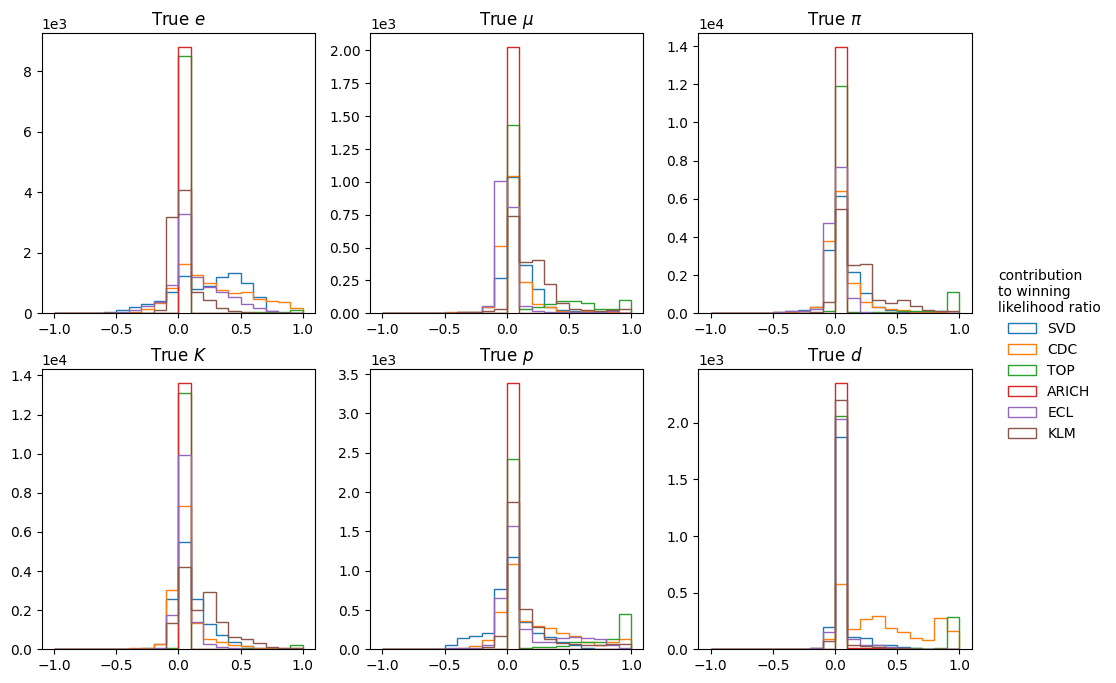 True e
True μ
True π
1e3
1e3
1e4
8
6
4
2
0
2.00
1.75
1.50
1.25
1.00
0.75
0.50
0.25
0.00
1.4
1.2
1.0
0.8
0.6
0.4
0.2
0.0
−1.0 −0.5 0.0 0.5 1.0
−1.0 −0.5 0.0 0.5 1.0
−1.0 −0.5 0.0 0.5 1.0
contribution
to winning
likelihood ratio
SVD
CDC
TOP
ARICH
ECL
KLM
True K
True p
True d
1e4
1e3
1e3
1.4
1.2
1.0
0.8
0.6
0.4
0.2
0.0
3.5
3.0
2.5
2.0
1.5
1.0
0.5
0.0
2.0
1.5
1.0
0.5
0.0
−1.0 −0.5 0.0 0.5 1.0
−1.0 −0.5 0.0 0.5 1.0
−1.0 −0.5 0.0 0.5 1.0